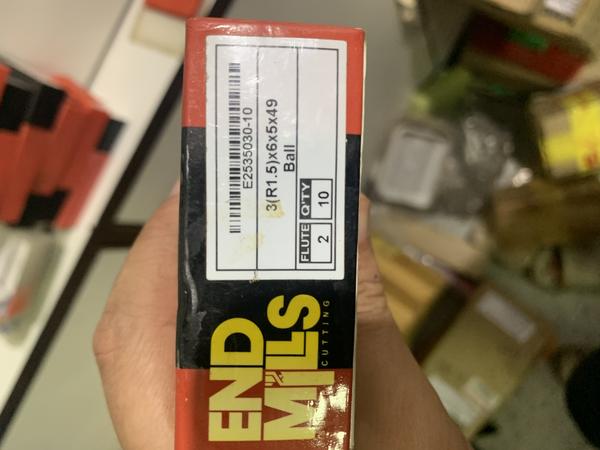 E2535030-10
3(R1.5)x6x5x49
Ball
FLUTE Q'TY
2 10
END
MILLS
CUTTING